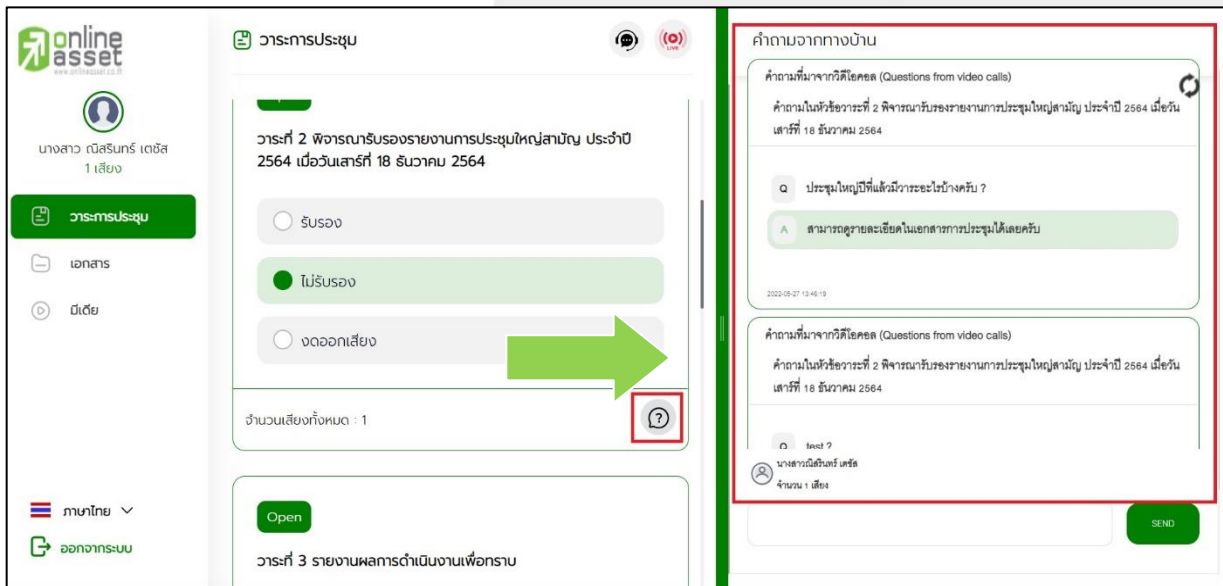 online
asset
www.onlineasset.co.th
นางสาว ณิสรินทร์ เตชัส
1 เสียง
วาระการประชุม
เอกสาร
มีเดีย
ภาษาไทย
ออกจากระบบ
วาระการประชุม
LIVE
วาระที่ 2 พิจารณารับรองรายงานการประชุมใหญ่สามัญ ประจำปี
2564 เมื่อวันเสาร์ที่ 18 ธันวาคม 2564
รับรอง
ไม่รับรอง
งดออกเสียง
จำนวนเสียงทั้งหมด : 1
Open
วาระที่ 3 รายงานผลการดำเนินงานเพื่อทราบ
คำถามจากทางบ้าน
คำถามที่มาจากวิดีโอคอล (Questions from video calls)
คำถามในหัวข้อวาระที่ 2 พิจารณารับรองรายงานการประชุมใหญ่สามัญ ประจำปี 2564 เมื่อวัน
เสาร์ที่ 18 ธันวาคม 2564
Q ประชุมใหญ่ปีที่แล้วมีวาระอะไรบ้างครับ ?
A สามารถดูรายละเอียดในเอกสารการประชุมได้เลยครับ
คำถามที่มาจากวิดีโอคอล (Questions from video calls)
คำถามในหัวข้อวาระที่ 2 พิจารณารับรองรายงานการประชุมใหญ่สามัญ ประจำปี 2564 เมื่อวัน
เสาร์ที่ 18 ธันวาคม 2564
Q test ?
นางสาวณิสรินทร์ เตชัส
จำนวน 1 เสียง
SEND